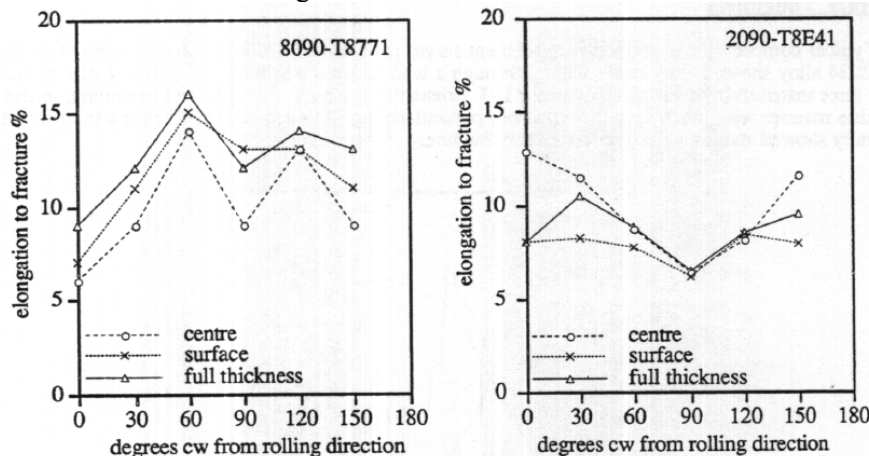 8090-T8771
20
15
10
5
0
elongation to fracture %
centre
surface
full thickness
0 30 60 90 120 150 180
degrees cw from rolling direction
2090-T8E41
20
15
10
5
0
elongation to fracture %
centre
surface
full thickness
0 30 60 90 120 150 180
degrees cw from rolling direction